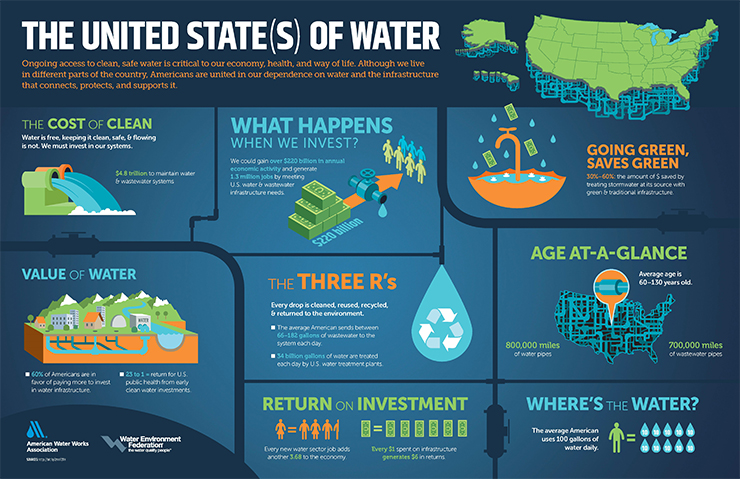 THE UNITED STATE(S) OF WATER
Ongoing access to clean, safe water is critical to our economy, health, and way of life. Although we live
in different parts of the country, Americans are united in our dependence on water and the infrastructure
that connects, protects, and supports it.
THE COST OF CLEAN
Water is free, keeping it clean, safe, & flowing
is not. We must invest in our systems.
$4.8 trillion to maintain water
& wastewater systems
WHAT HAPPENS
WHEN WE INVEST?
We could gain over $220 billion in annual
economic activity and generate
1.3 million jobs by meeting
U.S. water & wastewater
infrastructure needs.
$220 billion
GOING GREEN,
SAVES GREEN
30%–60%: the amount of $ saved by
treating stormwater at its source with
green & traditional infrastructure.
VALUE OF WATER
60% of Americans are in
favor of paying more to invest
in water infrastructure.
23 to 1 = return for U.S.
public health from early
clean water investments.
THE THREE R's
Every drop is cleaned, reused, recycled,
& returned to the environment.
The average American sends between
66–182 gallons of wastewater to the
system each day.
34 billion gallons of water are treated
each day by U.S. water treatment plants.
AGE AT-A-GLANCE
Average age is
60–130 years old.
800,000 miles
of water pipes
700,000 miles
of wastewater pipes
RETURN ON INVESTMENT
Every new water sector job adds
another 3.68 to the economy.
Every $1 spent on infrastructure
generates $6 in returns.
WHERE'S THE WATER?
The average American
uses 100 gallons of
water daily.
10 10 10 10 10
10 10 10 10 10
American Water Works
Association
Water Environment
Federation
the water quality people